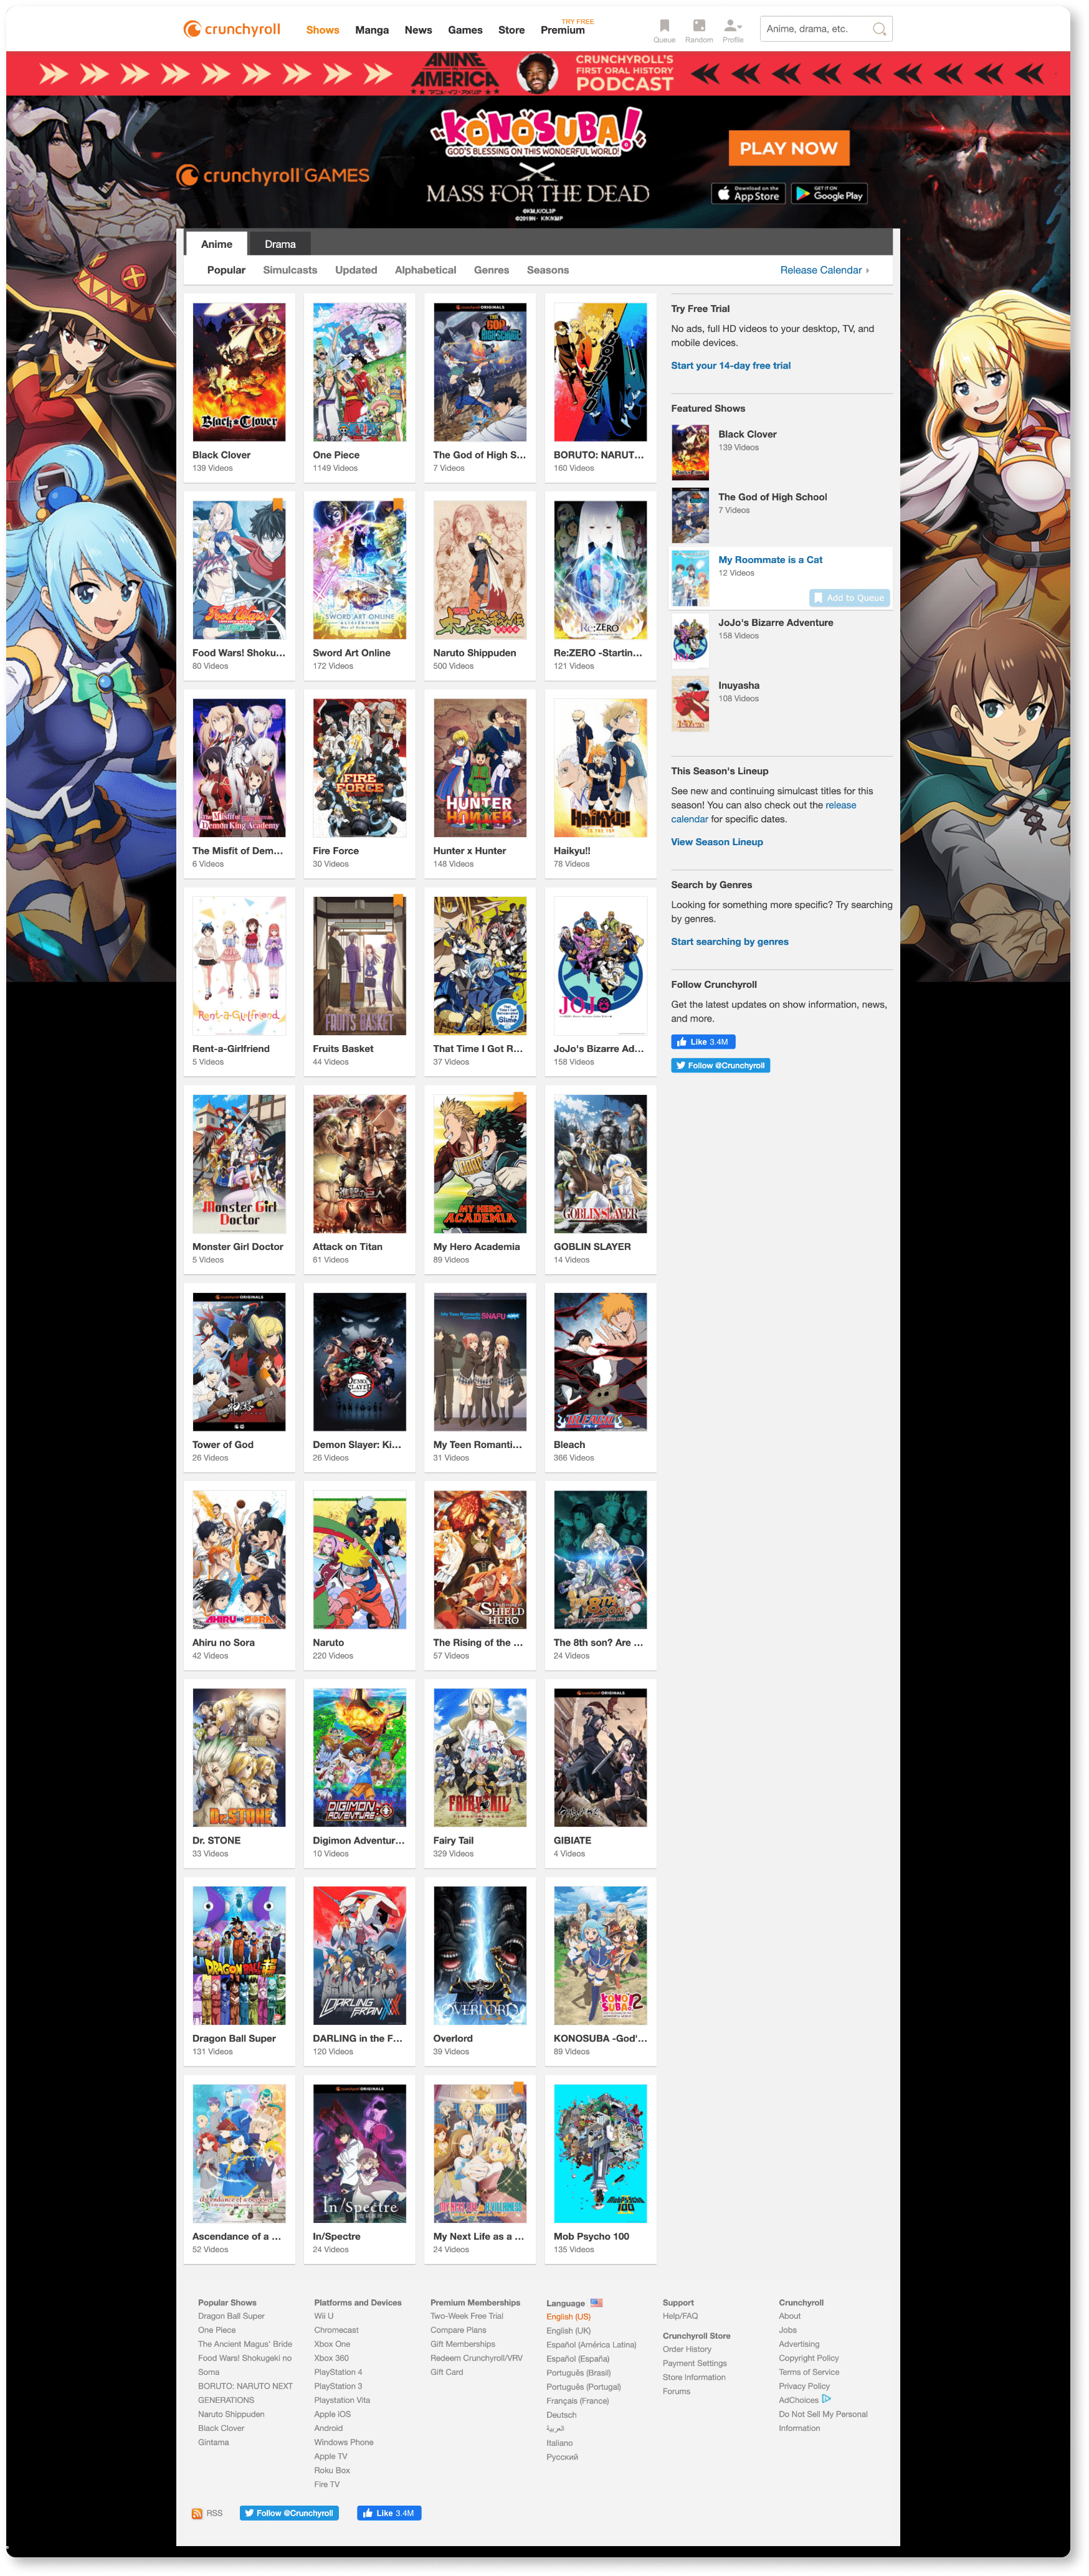 crunchyroll
Shows
Manga
News
Games
Store
TRY FREE
Premium
Queue
Random
Profile
Anime, drama, etc.
ANIME IN AMERICA
CRUNCHYROLL'S
FIRST ORAL HISTORY
PODCAST
crunchyroll GAMES
KONOSUBA!
GOD'S BLESSING ON THIS WONDERFUL WORLD!
MASS FOR THE DEAD
PLAY NOW
Download on the App Store
GET IT ON Google Play
Anime
Drama
Popular
Simulcasts
Updated
Alphabetical
Genres
Seasons
Release Calendar
Black Clover
139 Videos
One Piece
1149 Videos
The God of High S...
7 Videos
BORUTO: NARUT...
160 Videos
Food Wars! Shoku...
80 Videos
Sword Art Online
172 Videos
Naruto Shippuden
500 Videos
Re:ZERO -Startin...
121 Videos
The Misfit of Dem...
6 Videos
Fire Force
30 Videos
Hunter x Hunter
148 Videos
Haikyu!!
78 Videos
Rent-a-Girlfriend
5 Videos
Fruits Basket
44 Videos
That Time I Got R...
37 Videos
JoJo's Bizarre Ad...
158 Videos
Monster Girl Doctor
5 Videos
Attack on Titan
61 Videos
My Hero Academia
89 Videos
GOBLIN SLAYER
14 Videos
Tower of God
26 Videos
Demon Slayer: Ki...
26 Videos
My Teen Romanti...
31 Videos
Bleach
366 Videos
Ahiru no Sora
42 Videos
Naruto
220 Videos
The Rising of the ...
57 Videos
The 8th son? Are ...
24 Videos
Dr. STONE
33 Videos
Digimon Adventur...
10 Videos
Fairy Tail
329 Videos
GIBIATE
4 Videos
Dragon Ball Super
131 Videos
DARLING in the F...
120 Videos
Overlord
39 Videos
KONOSUBA -God'...
89 Videos
Ascendance of a ...
52 Videos
In/Spectre
24 Videos
My Next Life as a ...
24 Videos
Mob Psycho 100
135 Videos
Try Free Trial
No ads, full HD videos to your desktop, TV, and
mobile devices.
Start your 14-day free trial
Featured Shows
Black Clover
139 Videos
The God of High School
7 Videos
My Roommate is a Cat
12 Videos
Add to Queue
JoJo's Bizarre Adventure
158 Videos
Inuyasha
108 Videos
This Season's Lineup
See new and continuing simulcast titles for this
season! You can also check out the release
calendar for specific dates.
View Season Lineup
Search by Genres
Looking for something more specific? Try searching
by genres.
Start searching by genres
Follow Crunchyroll
Get the latest updates on show information, news,
and more.
Like 3.4M
Follow @Crunchyroll
Popular Shows
Dragon Ball Super
One Piece
The Ancient Magus' Bride
Food Wars! Shokugeki no
Soma
BORUTO: NARUTO NEXT
GENERATIONS
Naruto Shippuden
Black Clover
Gintama
Platforms and Devices
Wii U
Chromecast
Xbox One
Xbox 360
PlayStation 4
PlayStation 3
Playstation Vita
Apple iOS
Android
Windows Phone
Apple TV
Roku Box
Fire TV
Premium Memberships
Two-Week Free Trial
Compare Plans
Gift Memberships
Redeem Crunchyroll/VRV
Gift Card
Language
English (US)
English (UK)
Español (América Latina)
Español (España)
Português (Brasil)
Português (Portugal)
Français (France)
Deutsch
العربية
Italiano
Русский
Support
Help/FAQ
Crunchyroll Store
Order History
Payment Settings
Store Information
Forums
Crunchyroll
About
Jobs
Advertising
Copyright Policy
Terms of Service
Privacy Policy
AdChoices
Do Not Sell My Personal
Information
RSS
Follow @Crunchyroll
Like 3.4M